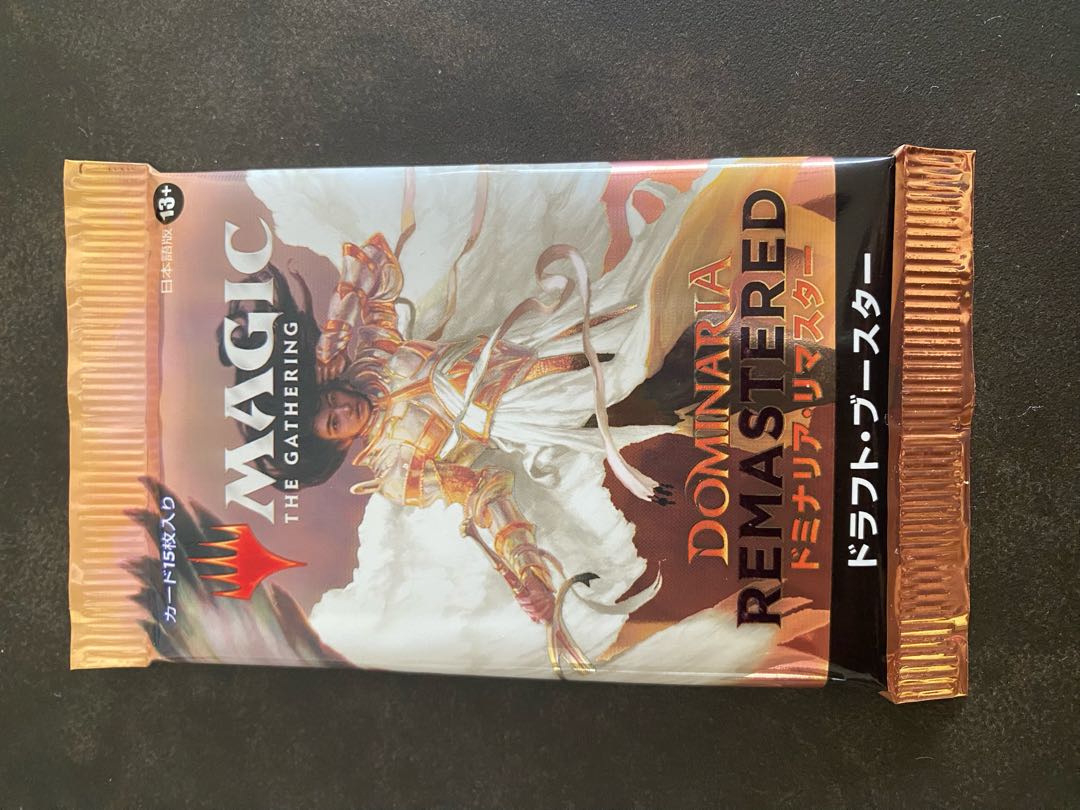 カード15枚入り
日本語版 13+
MAGIC
THE GATHERING
DOMINARIA
REMASTERED
ドミナリア・リマスター
ドラフト・ブースター